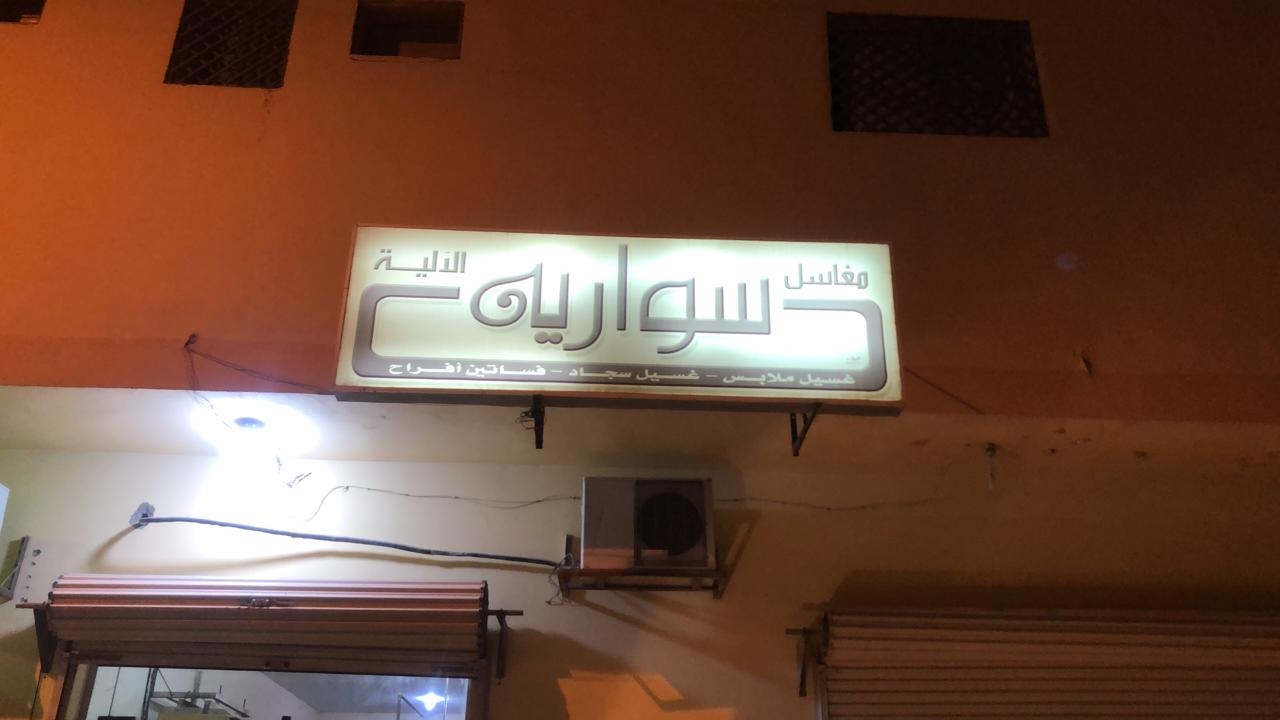 مغاسل سواريه الآلية
غسيل ملابس - غسيل سجاد - فساتين أفراح